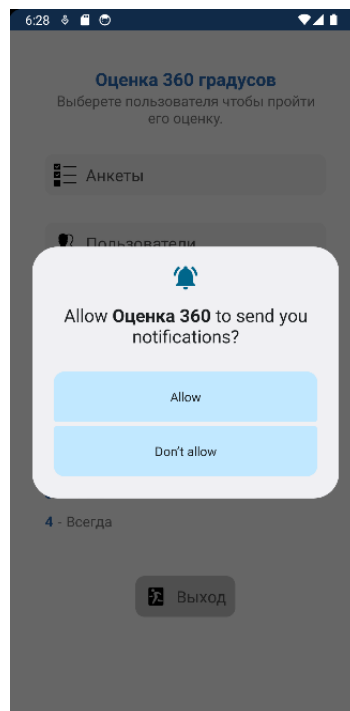 6:28
Оценка 360 градусов
Выберете пользователя чтобы пройти
его оценку.
Анкеты
Пользователи
Allow Оценка 360 to send you
notifications?
Allow
Don't allow
4 - Всегда
Выход